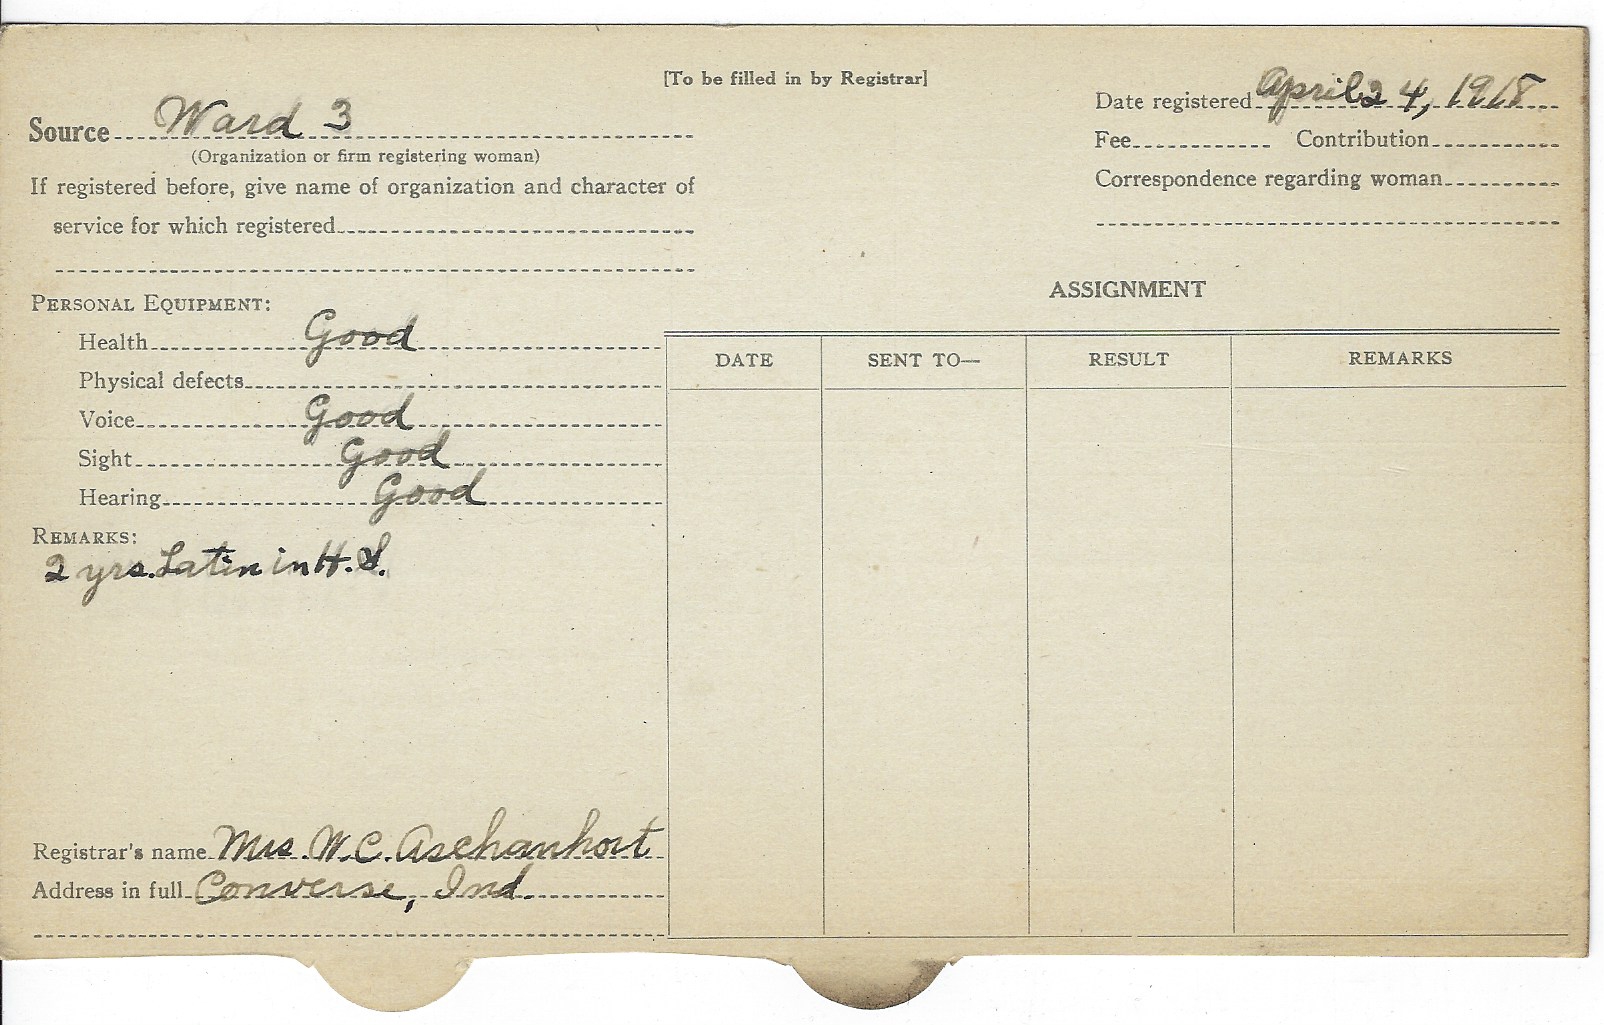 [To be filled in by Registrar]
Source Ward 3
(Organization or firm registering woman)
If registered before, give name of organization and character of
service for which registered
Date registered April 24, 1918
Fee Contribution
Correspondence regarding woman
PERSONAL EQUIPMENT:
Health Good
Physical defects
Voice Good
Sight Good
Hearing Good
REMARKS:
2 yrs. Latin in H. S.
Registrar's name Mrs. W. C. Aschanhort
Address in full Converse, Ind.
ASSIGNMENT
DATE SENT TO— RESULT REMARKS